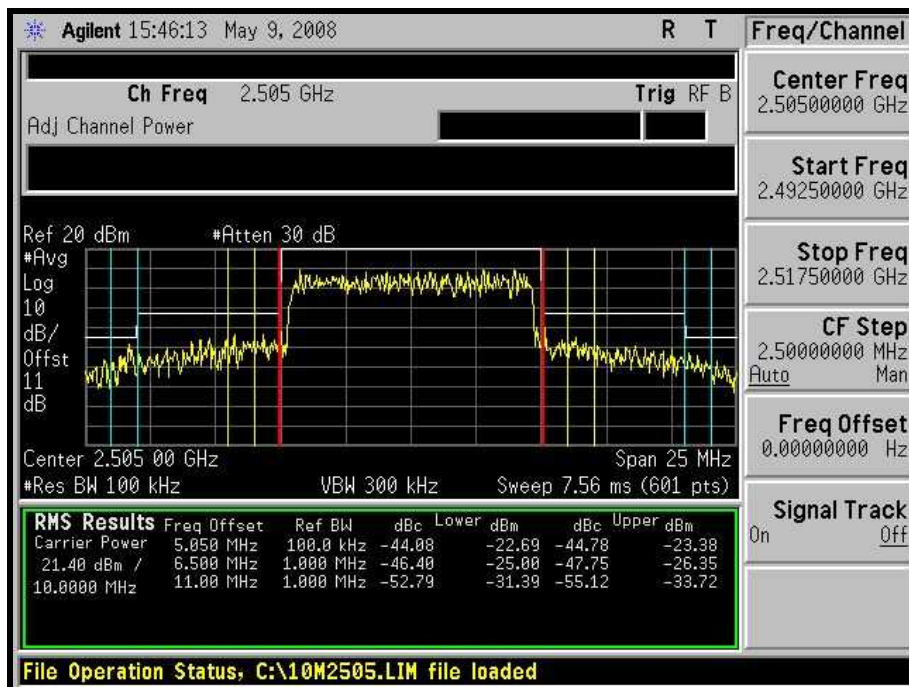 Agilent 15:46:13 May 9, 2008 R T
Freq/Channel
Ch Freq 2.505 GHz Trig RF B
Adj Channel Power
Center Freq
2.50500000 GHz
Start Freq
2.49250000 GHz
Stop Freq
2.51750000 GHz
CF Step
2.50000000 MHz
Auto Man
Freq Offset
0.00000000 Hz
Signal Track
On Off
Ref 20 dBm #Atten 30 dB
#Avg
Log
10
dB/
Offst
11
dB
Center 2.505 00 GHz Span 25 MHz
#Res BW 100 kHz VBW 300 kHz Sweep 7.56 ms (601 pts)
RMS Results Freq Offset Ref BW dBc Lower dBm dBc Upper dBm
Carrier Power 5.050 MHz 100.0 kHz -44.08 -22.69 -44.78 -23.38
21.40 dBm / 6.500 MHz 1.000 MHz -46.40 -25.00 -47.75 -26.35
10.0000 MHz 11.00 MHz 1.000 MHz -52.79 -31.39 -55.12 -33.72
File Operation Status, C:\10M2505.LIM file loaded